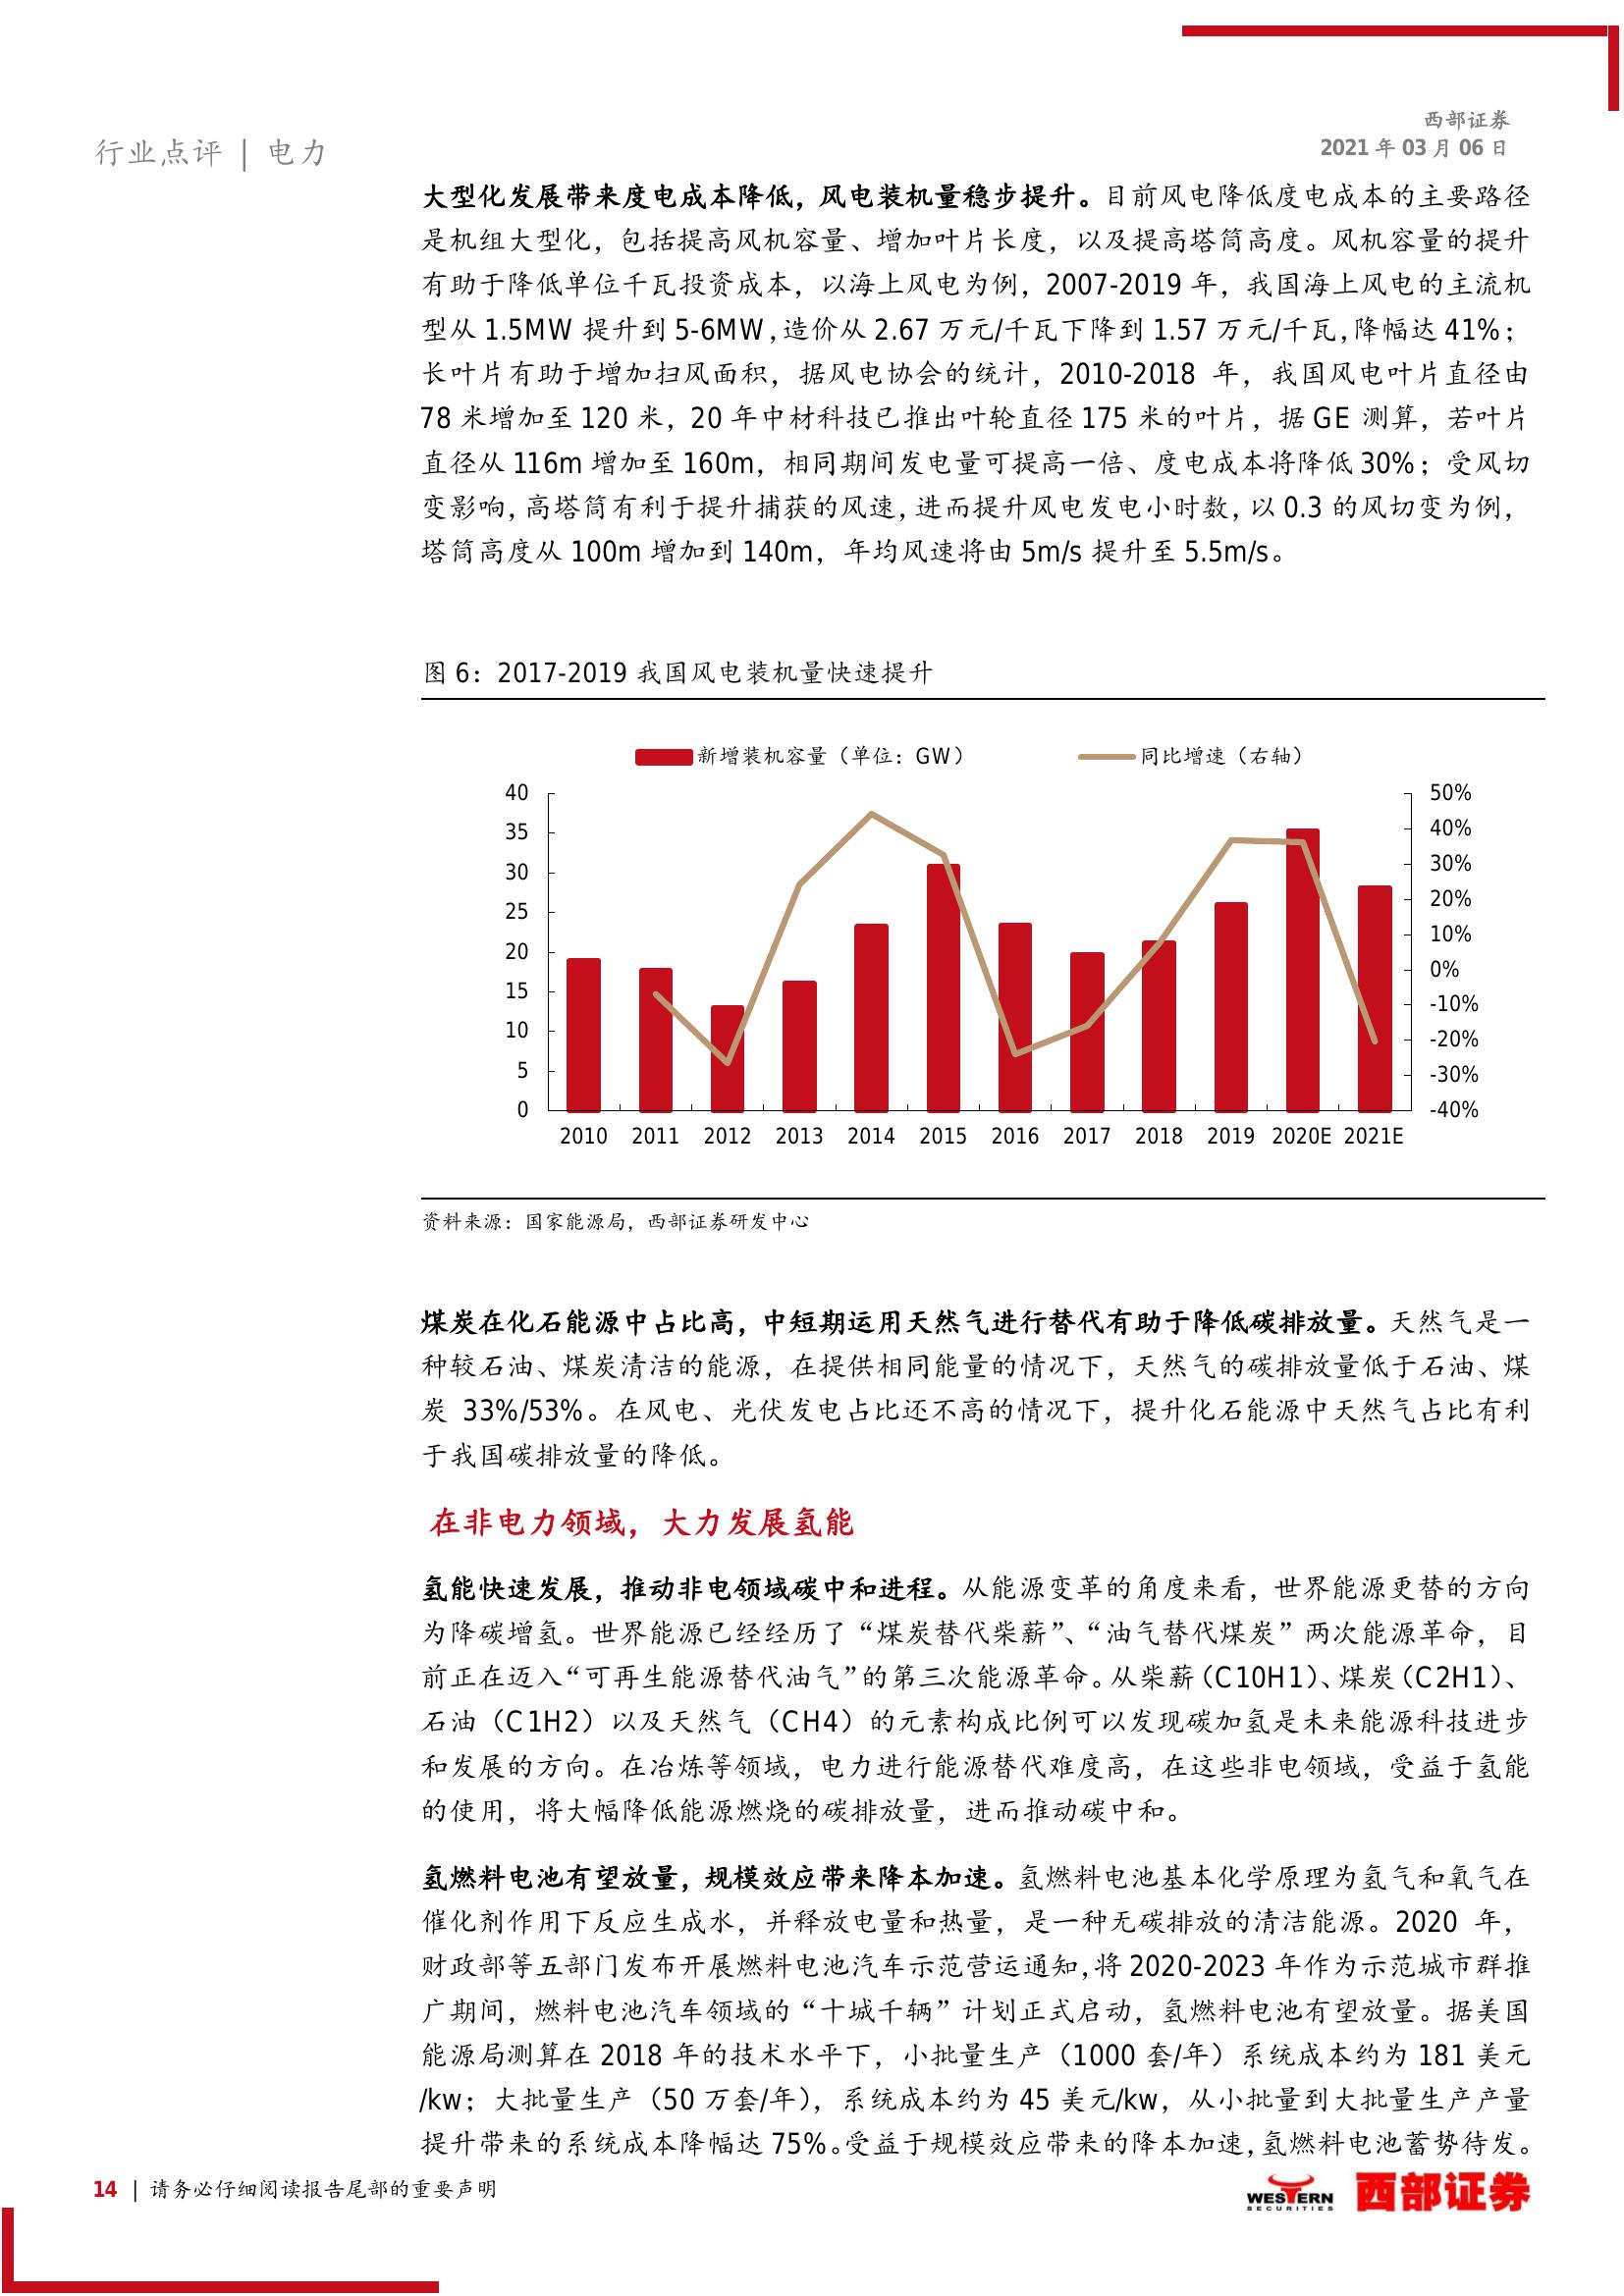 西部证券
行业点评 | 电力
2021 年 03 月 06 日
大型化发展带来度电成本降低，风电装机量稳步提升。目前风电降低度电成本的主要路径
是机组大型化，包括提高风机容量、增加叶片长度，以及提高塔筒高度。风机容量的提升
有助于降低单位千瓦投资成本，以海上风电为例，2007-2019 年，我国海上风电的主流机
型从 1.5MW 提升到 5-6MW，造价从 2.67 万元/千瓦下降到 1.57 万元/千瓦，降幅达 41%；
长叶片有助于增加扫风面积，据风电协会的统计，2010-2018 年，我国风电叶片直径由
78 米增加至 120 米，20 年中材科技已推出叶轮直径 175 米的叶片，据 GE 测算，若叶片
直径从 116m 增加至 160m，相同期间发电量可提高一倍、度电成本将降低 30%；受风切
变影响，高塔筒有利于提升捕获的风速，进而提升风电发电小时数，以 0.3 的风切变为例，
塔筒高度从 100m 增加到 140m，年均风速将由 5m/s 提升至 5.5m/s。
图 6：2017-2019 我国风电装机量快速提升
新增装机容量（单位：GW） 同比增速（右轴）
40 50%
35 40%
30 30%
25 20%
20 10%
15 0%
10 -10%
5 -20%
0 -30%
-40%
2010 2011 2012 2013 2014 2015 2016 2017 2018 2019 2020E 2021E
资料来源：国家能源局，西部证券研发中心
煤炭在化石能源中占比高，中短期运用天然气进行替代有助于降低碳排放量。天然气是一
种较石油、煤炭清洁的能源，在提供相同能量的情况下，天然气的碳排放量低于石油、煤
炭 33%/53%。在风电、光伏发电占比还不高的情况下，提升化石能源中天然气占比有利
于我国碳排放量的降低。
在非电力领域，大力发展氢能
氢能快速发展，推动非电领域碳中和进程。从能源变革的角度来看，世界能源更替的方向
为降碳增氢。世界能源已经经历了“煤炭替代柴薪”、“油气替代煤炭”两次能源革命，目
前正在迈入“可再生能源替代油气”的第三次能源革命。从柴薪（C10H1）、煤炭（C2H1）、
石油（C1H2）以及天然气（CH4）的元素构成比例可以发现碳加氢是未来能源科技进步
和发展的方向。在冶炼等领域，电力进行能源替代难度高，在这些非电领域，受益于氢能
的使用，将大幅降低能源燃烧的碳排放量，进而推动碳中和。
氢燃料电池有望放量，规模效应带来降本加速。氢燃料电池基本化学原理为氢气和氧气在
催化剂作用下反应生成水，并释放电量和热量，是一种无碳排放的清洁能源。2020 年，
财政部等五部门发布开展燃料电池汽车示范营运通知，将 2020-2023 年作为示范城市群推
广期间，燃料电池汽车领域的“十城千辆”计划正式启动，氢燃料电池有望放量。据美国
能源局测算在 2018 年的技术水平下，小批量生产（1000 套/年）系统成本约为 181 美元
/kw；大批量生产（50 万套/年），系统成本约为 45 美元/kw，从小批量到大批量生产产量
提升带来的系统成本降幅达 75%。受益于规模效应带来的降本加速，氢燃料电池蓄势待发。
14 | 请务必仔细阅读报告尾部的重要声明
WESTERN SECURITIES 西部证券